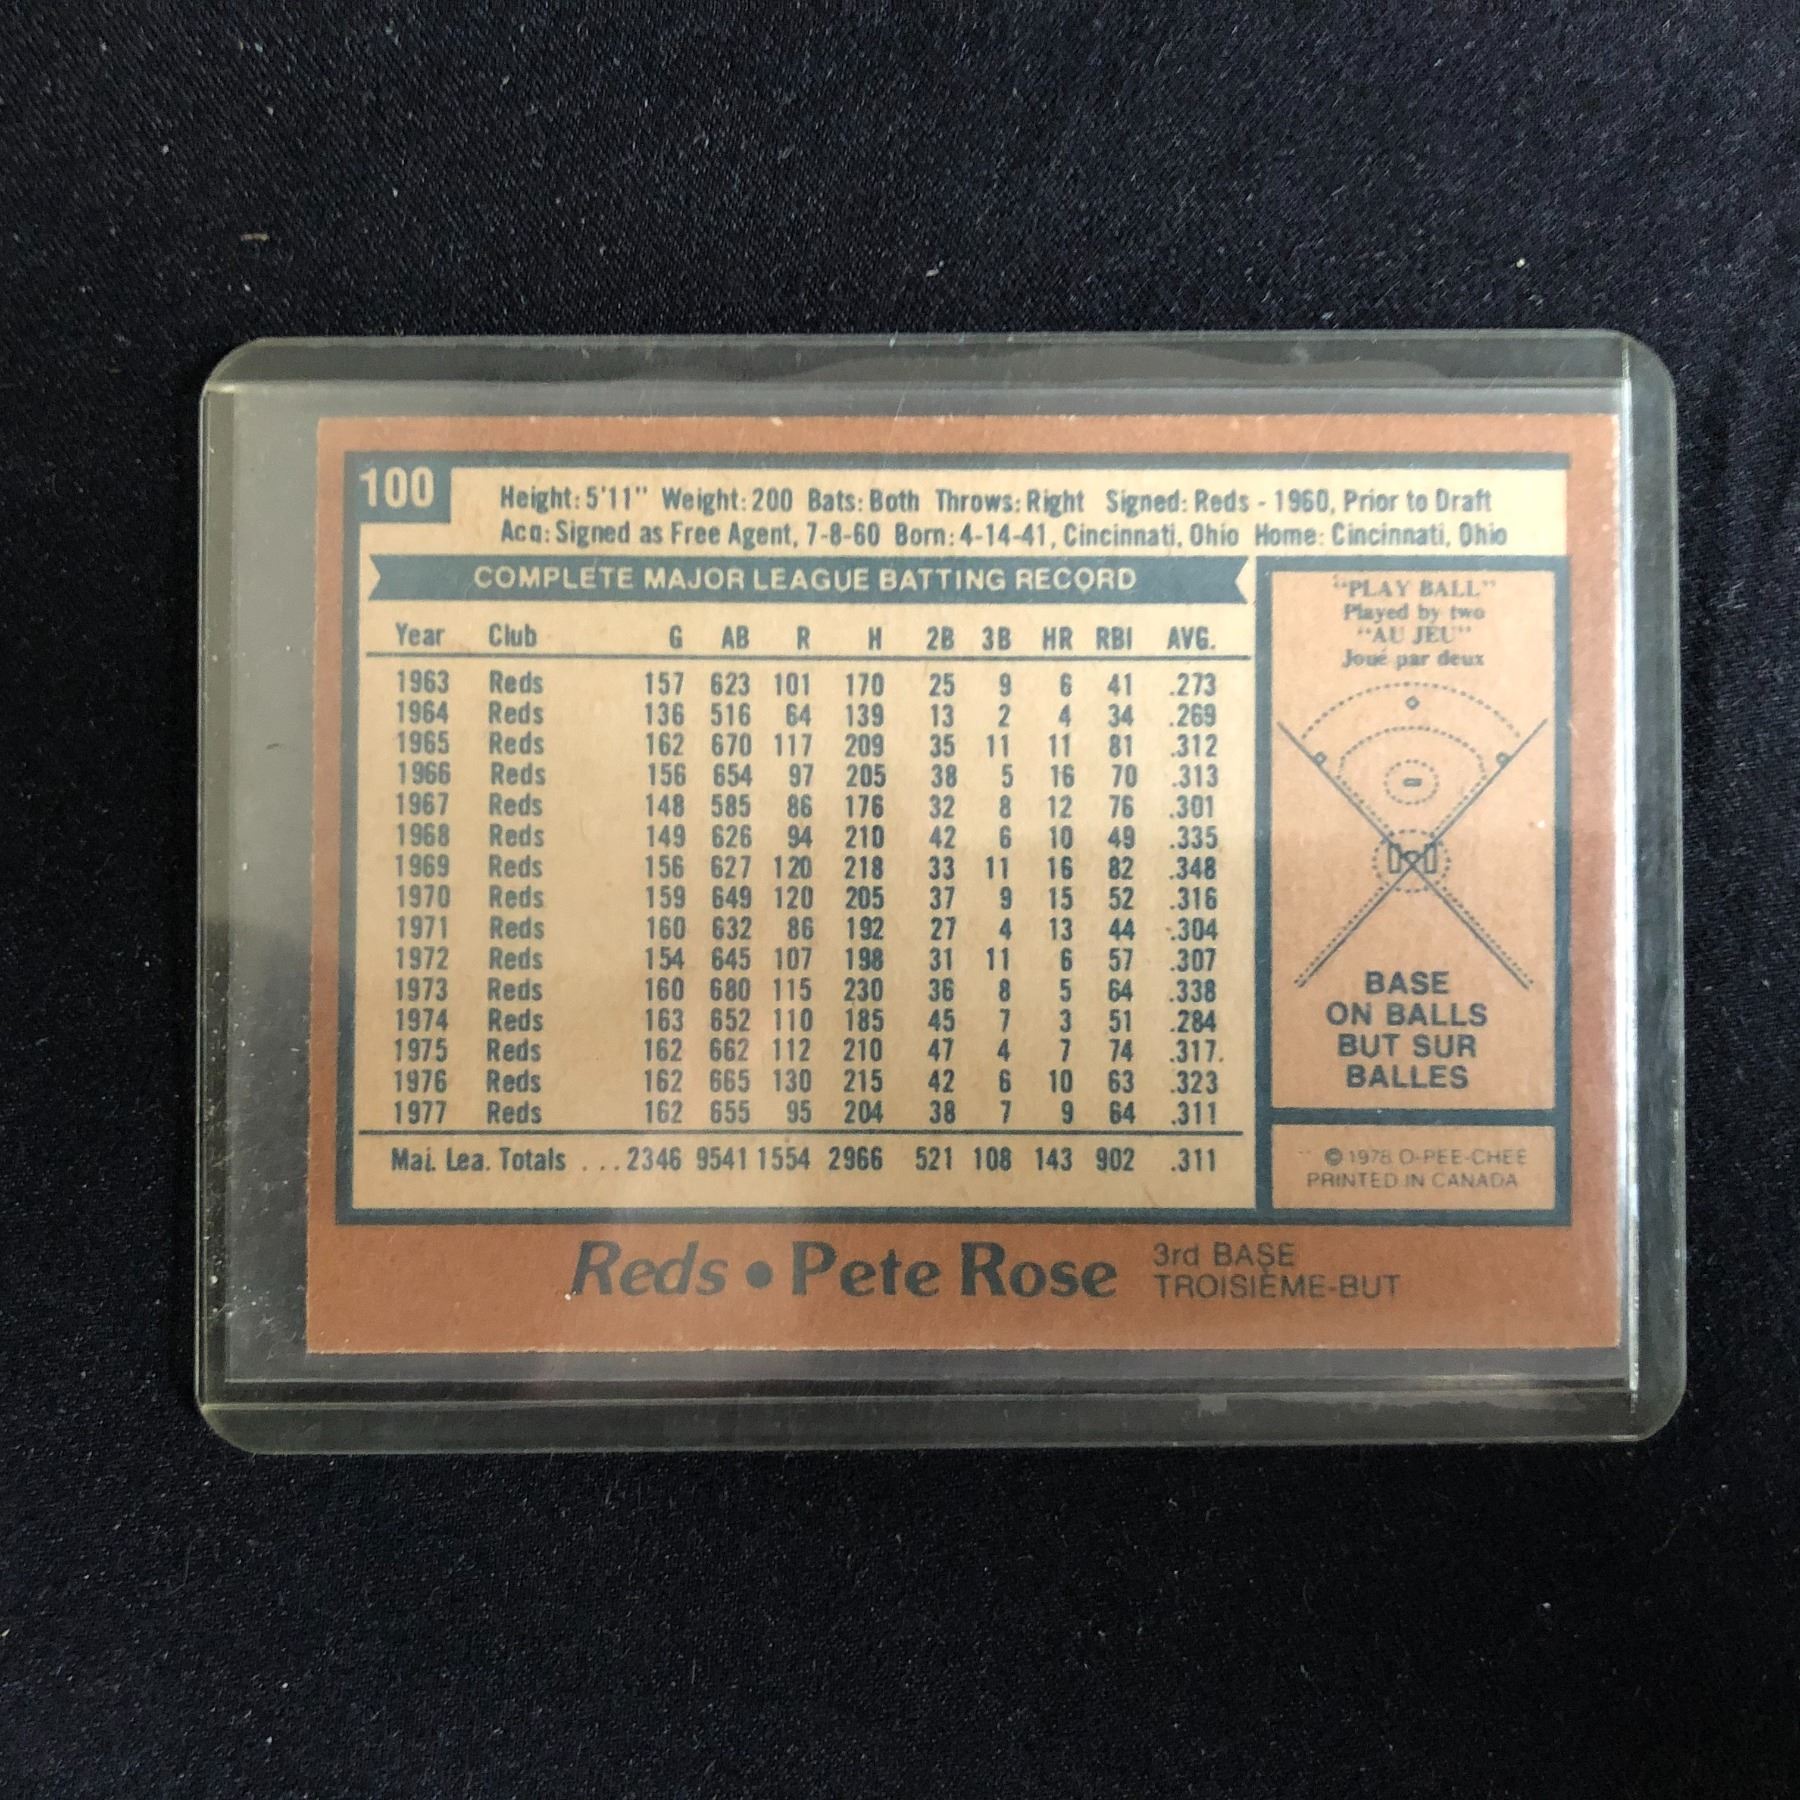 100
Height: 5'11" Weight: 200 Bats: Both Throws: Right Signed: Reds - 1960, Prior to Draft
Acq: Signed as Free Agent, 7-8-60 Born: 4-14-41, Cincinnati, Ohio Home: Cincinnati, Ohio
COMPLETE MAJOR LEAGUE BATTING RECORD
Year Club G AB R H 2B 3B HR RBI AVG.
1963 Reds 157 623 101 170 25 9 6 41 .273
1964 Reds 136 516 64 139 13 2 4 34 .269
1965 Reds 162 670 117 209 35 11 11 81 .312
1966 Reds 156 654 97 205 38 5 16 70 .313
1967 Reds 148 585 86 176 32 8 12 76 .301
1968 Reds 149 626 94 210 42 6 10 49 .335
1969 Reds 156 627 120 218 33 11 16 82 .348
1970 Reds 159 649 120 205 37 9 15 52 .316
1971 Reds 160 632 86 192 27 4 13 44 .304
1972 Reds 154 645 107 198 31 11 6 57 .307
1973 Reds 160 680 115 230 36 8 5 64 .338
1974 Reds 163 652 110 185 45 7 3 51 .284
1975 Reds 162 662 112 210 47 4 7 74 .317
1976 Reds 162 665 130 215 42 6 10 63 .323
1977 Reds 162 655 95 204 38 7 9 64 .311
Maj. Lea. Totals ... 2346 9541 1554 2966 521 108 143 902 .311
"PLAY BALL"
Played by two
"AU JEU"
Joué par deux
BASE
ON BALLS
BUT SUR
BALLES
© 1978 O-PEE-CHEE
PRINTED IN CANADA
Reds • Pete Rose
3rd BASE
TROISIÈME-BUT